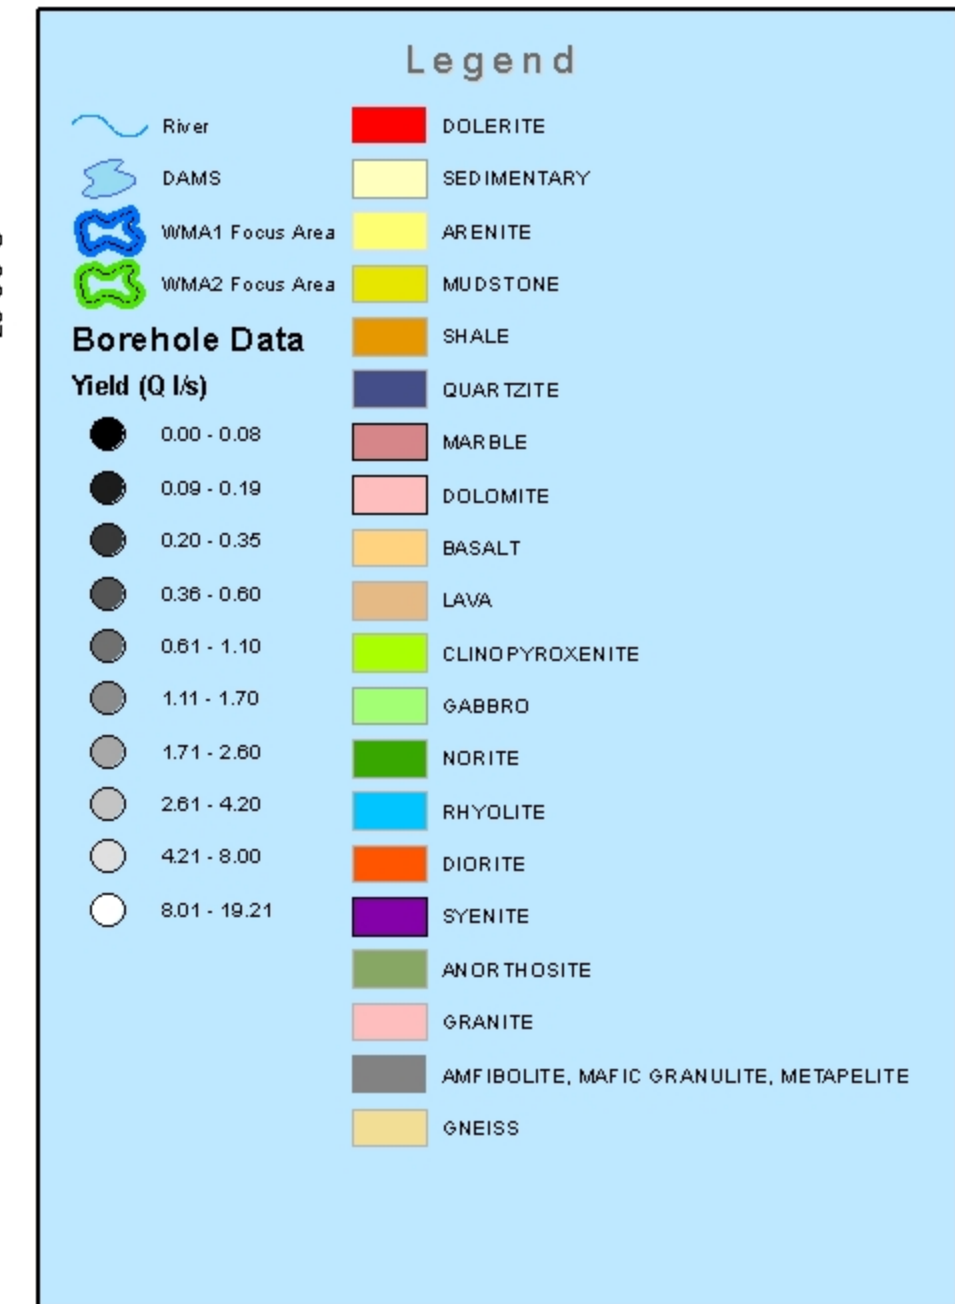 Legend
River
DAMS
WMA1 Focus Area
WMA2 Focus Area
Borehole Data
Yield (Q l/s)
0.00 - 0.08
0.09 - 0.19
0.20 - 0.35
0.36 - 0.60
0.61 - 1.10
1.11 - 1.70
1.71 - 2.60
2.61 - 4.20
4.21 - 8.00
8.01 - 19.21
DOLERITE
SEDIMENTARY
ARENITE
MUDSTONE
SHALE
QUARTZITE
MARBLE
DOLOMITE
BASALT
LAVA
CLINOPYROXENITE
GABBRO
NORITE
RHYOLITE
DIORITE
SYENITE
ANORTHOSITE
GRANITE
AMFIBOLITE, MAFIC GRANULITE, METAPELITE
GNEISS